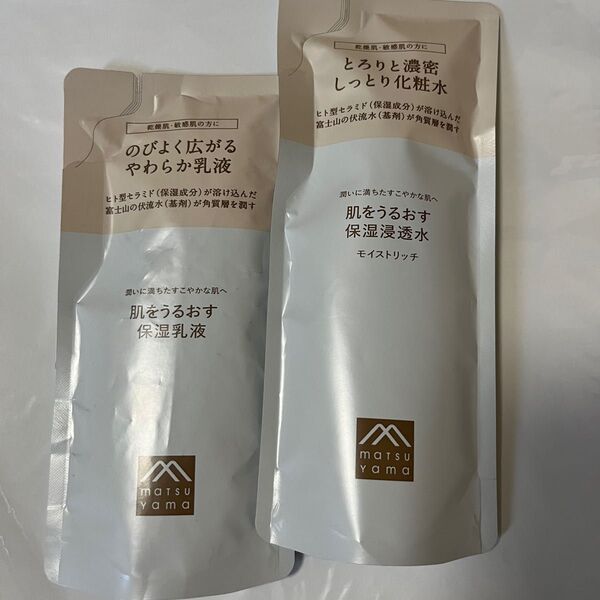 乾燥肌・敏感肌の方に
のびよく広がる
やわらか乳液
ヒト型セラミド(保湿成分)が溶け込んだ
富士山の伏流水(基剤)が角質層を潤す
潤いに満ちたすこやかな肌へ
肌をうるおす
保湿乳液
matsu
yama
乾燥肌・敏感肌の方に
とろりと濃密
しっとり化粧水
ヒト型セラミド(保湿成分)が溶け込んだ
富士山の伏流水(基剤)が角質層を潤す
潤いに満ちたすこやかな肌へ
肌をうるおす
保湿浸透水
モイストリッチ
matsu
yama